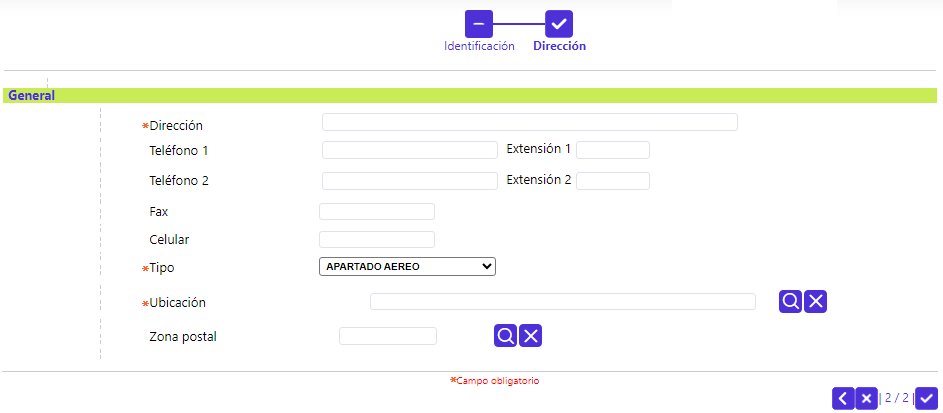 Identificación Dirección
General
*Dirección
Teléfono 1 Extensión 1
Teléfono 2 Extensión 2
Fax
Celular
*Tipo APARTADO AEREO
*Ubicación
Zona postal
*Campo obligatorio
| 2 / 2 |